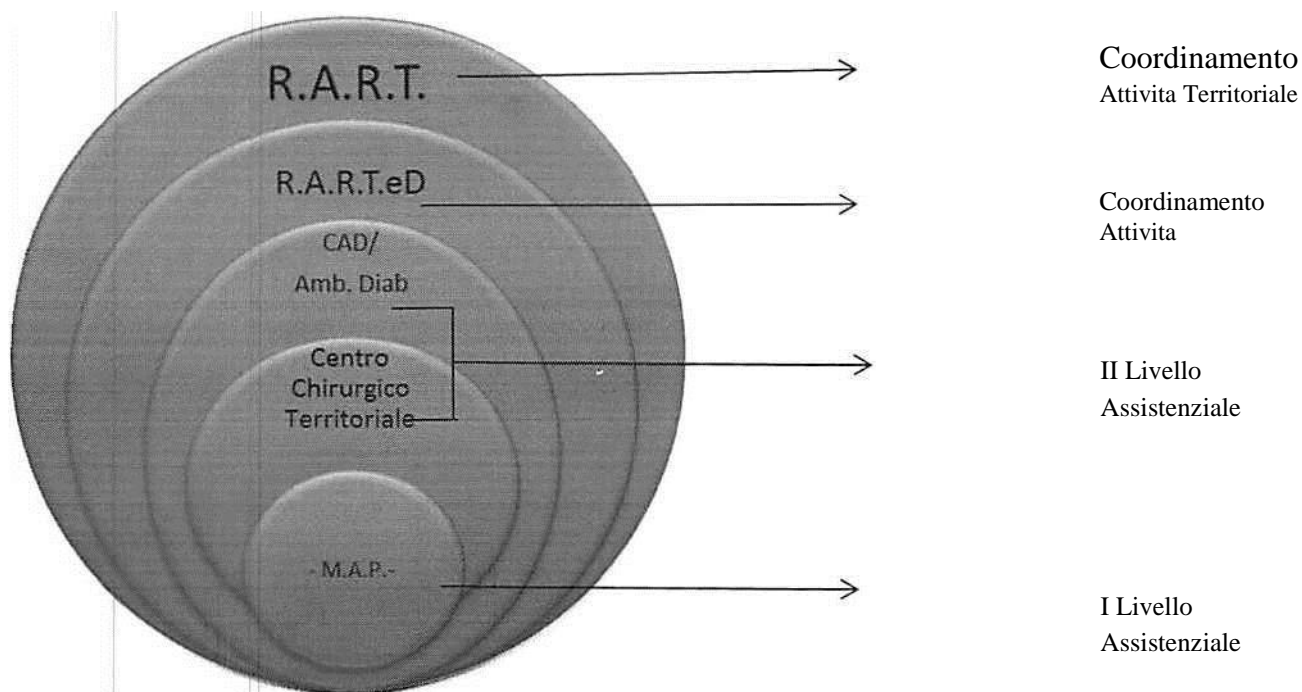 R.A.R.T.
Coordinamento
Attivita Territoriale
R.A.R.T.eD
Coordinamento
Attivita
CAD/
Amb. Diab
Centro
Chirurgico
Territoriale
II Livello
Assistenziale
- M.A.P.-
I Livello
Assistenziale